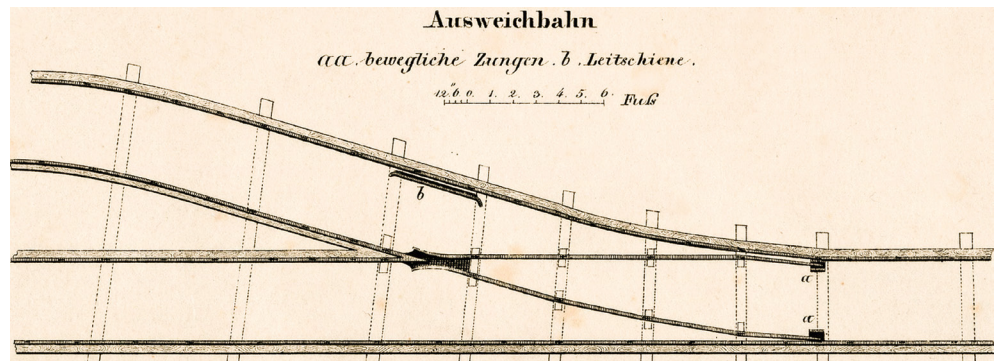 Ausweichbahn
aa. bewegliche Zungen. b. Leitschiene.
12."6 0. 1. 2. 3. 4. 5. 6. Fuſs
b
a
a